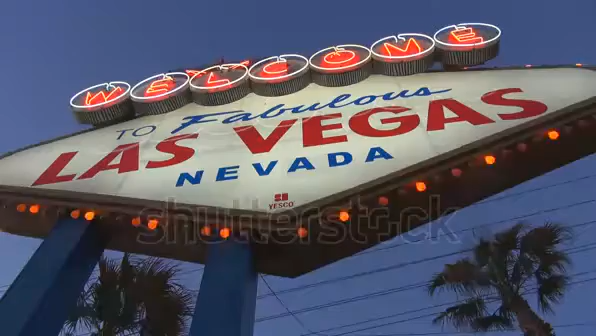 WELCOME
TO Fabulous
LAS VEGAS
NEVADA
YESCO
shutterstock